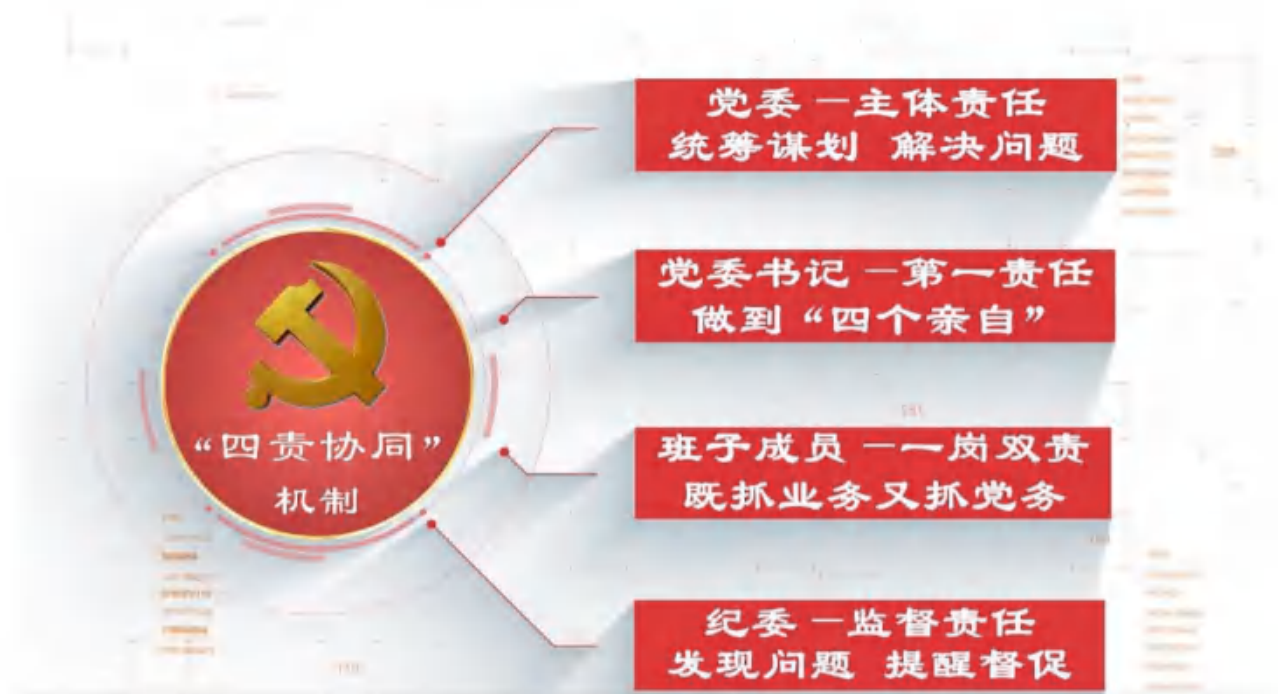 党委—主体责任
统筹谋划 解决问题
党委书记—第一责任
做到“四个亲自”
“四责协同”
机制
班子成员—一岗双责
既抓业务又抓党务
纪委—监督责任
发现问题 提醒督促